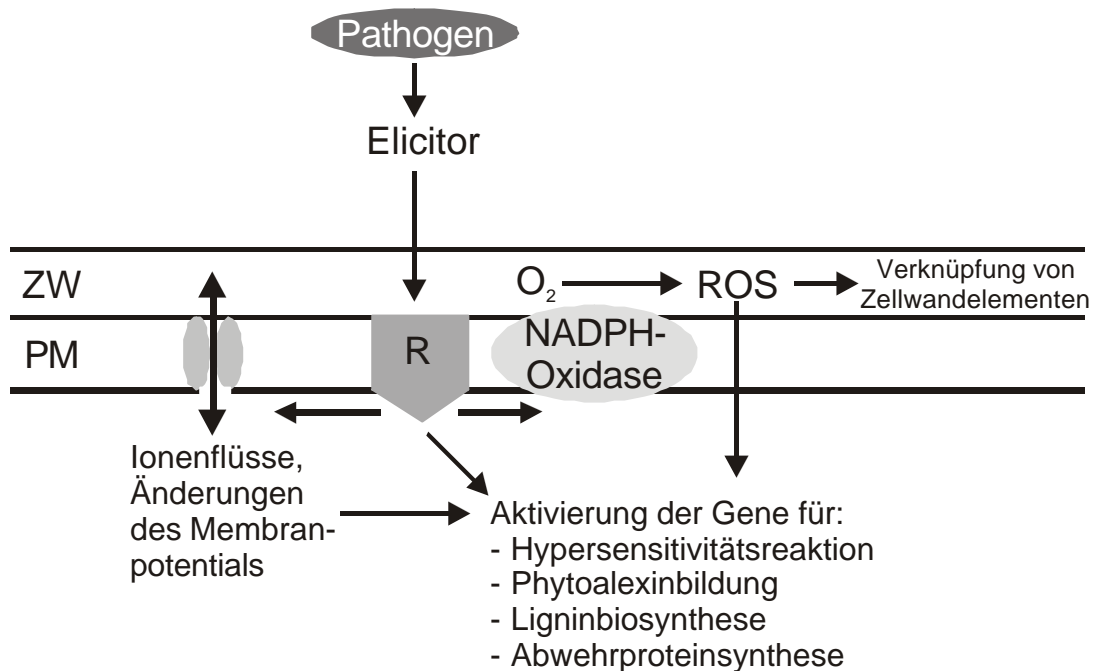 Pathogen
Elicitor
ZW
O₂
ROS
Verknüpfung von
Zellwandelementen
PM
R
NADPH-
Oxidase
Ionenflüsse,
Änderungen
des Membran-
potentials
Aktivierung der Gene für:
- Hypersensitivitätsreaktion
- Phytoalexinbildung
- Ligninbiosynthese
- Abwehrproteinsynthese